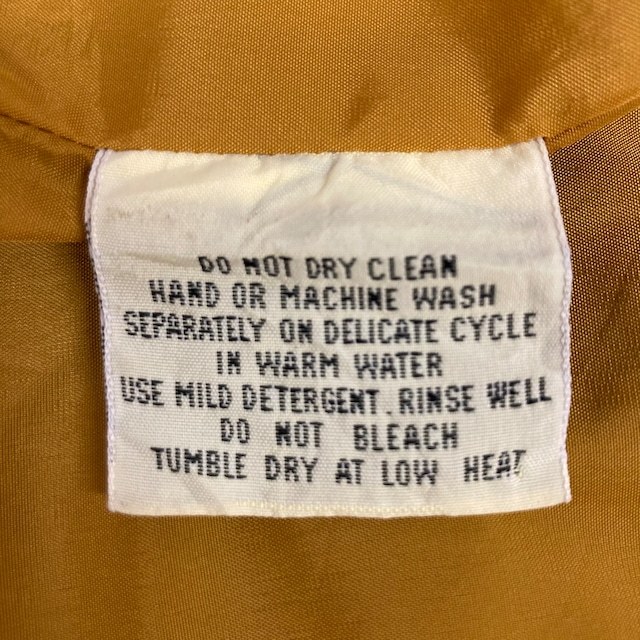 DO NOT DRY CLEAN
HAND OR MACHINE WASH
SEPARATELY ON DELICATE CYCLE
IN WARM WATER
USE MILD DETERGENT. RINSE WELL
DO NOT BLEACH
TUMBLE DRY AT LOW HEAT